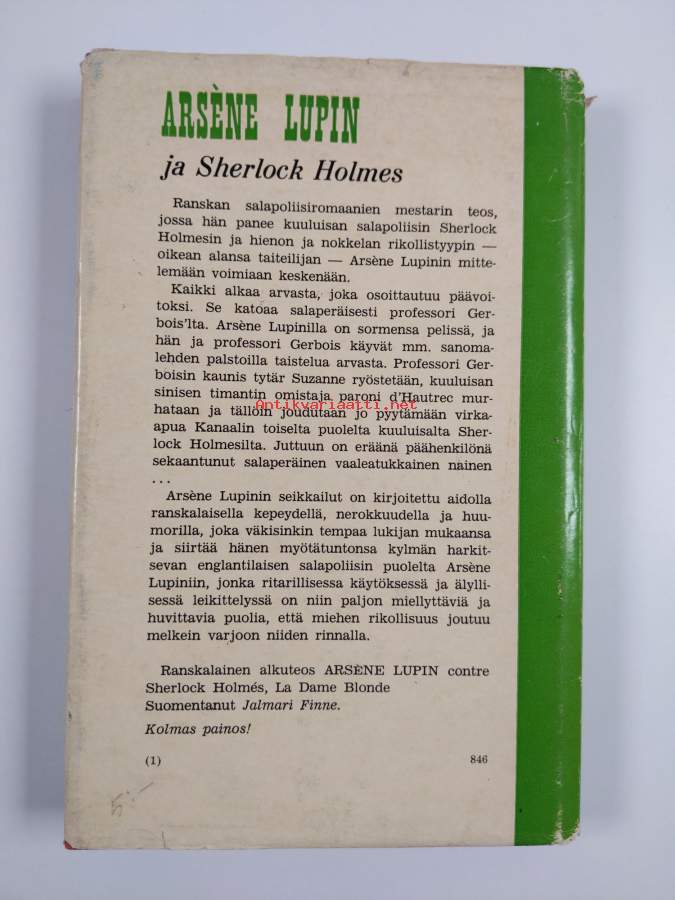 ARSÈNE LUPIN
ja Sherlock Holmes
Ranskan salapoliisiromaanien mestarin teos,
jossa hän panee kuuluisan salapoliisin Sherlock
Holmesin ja hienon ja nokkelan rikollistyypin —
oikean alansa taiteilijan — Arsène Lupinin mitte-
lemään voimiaan keskenään.
Kaikki alkaa arvasta, joka osoittautuu päävoi-
toksi. Se katoaa salaperäisesti professori Ger-
bois'lta. Arsène Lupinilla on sormensa pelissä, ja
hän ja professori Gerbois käyvät mm. sanoma-
lehden palstoilla taistelua arvasta. Professori Ger-
boisin kaunis tytär Suzanne ryöstetään, kuuluisan
sinisen timantin omistaja paroni d'Hautrec mur-
hataan ja tällöin joudutaan jo pyytämään virka-
Antikvariaatti.net
apua Kanaalin toiselta puolelta kuuluisalta Sher-
lock Holmesilta. Juttuun on eräänä päähenkilönä
sekaantunut salaperäinen vaaleatukkainen nainen
...
Arsène Lupinin seikkailut on kirjoitettu aidolla
ranskalaisella kepeydellä, nerokkuudella ja huu-
morilla, joka väkisinkin tempaa lukijan mukaansa
ja siirtää hänen myötätuntonsa kylmän harkit-
sevan englantilaisen salapoliisin puolelta Arsène
Lupiniin, jonka ritarillisessa käytöksessä ja älylli-
sessä leikittelyssä on niin paljon miellyttäviä ja
huvittavia puolia, että miehen rikollisuus joutuu
melkein varjoon niiden rinnalla.
Ranskalainen alkuteos ARSÈNE LUPIN contre
Sherlock Holmés, La Dame Blonde
Suomentanut Jalmari Finne.
Kolmas painos!
(1) 846
5:—